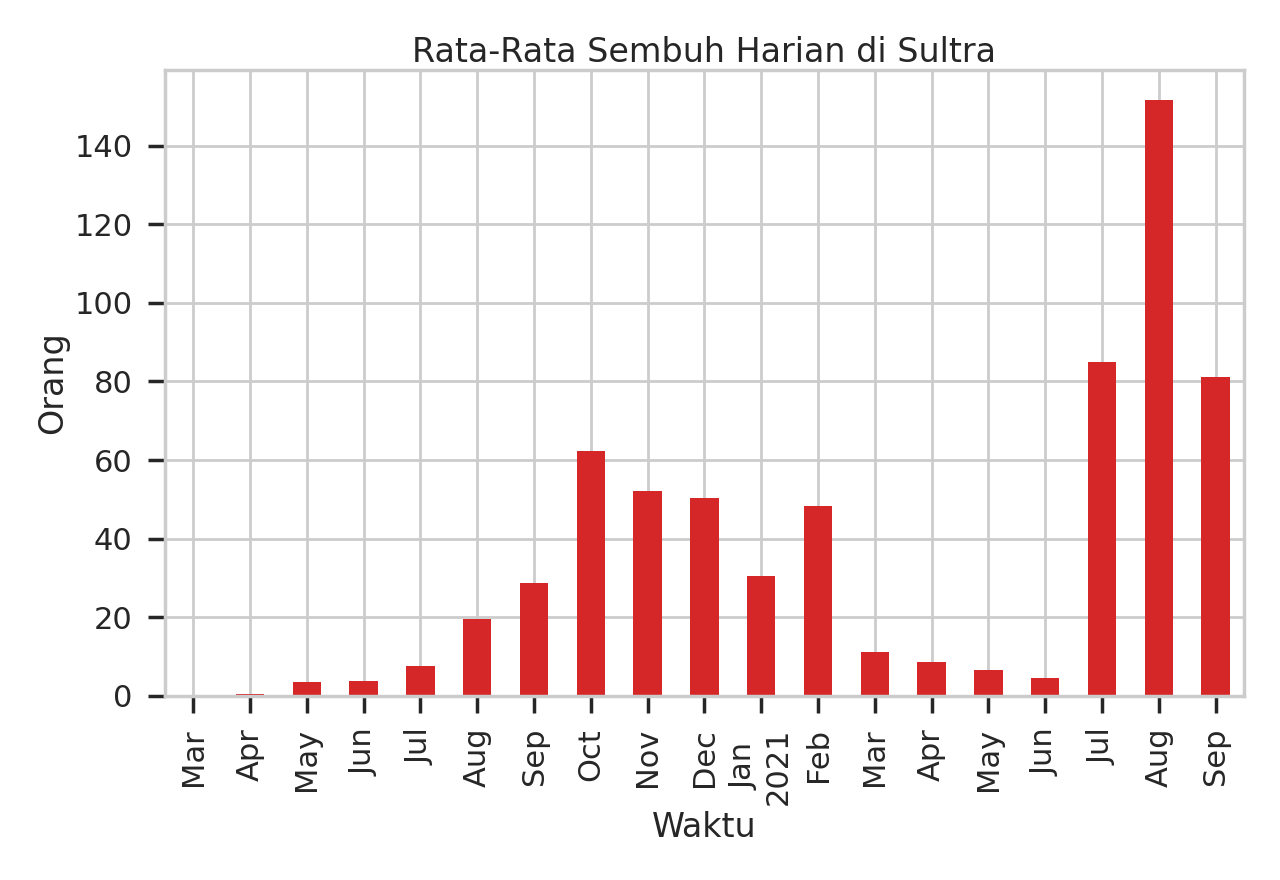 Rata-Rata Sembuh Harian di Sultra
140
120
100
80
60
40
20
0
Orang
Mar
Apr
May
Jun
Jul
Aug
Sep
Oct
Nov
Dec
Jan
2021
Feb
Mar
Apr
May
Jun
Jul
Aug
Sep
Waktu